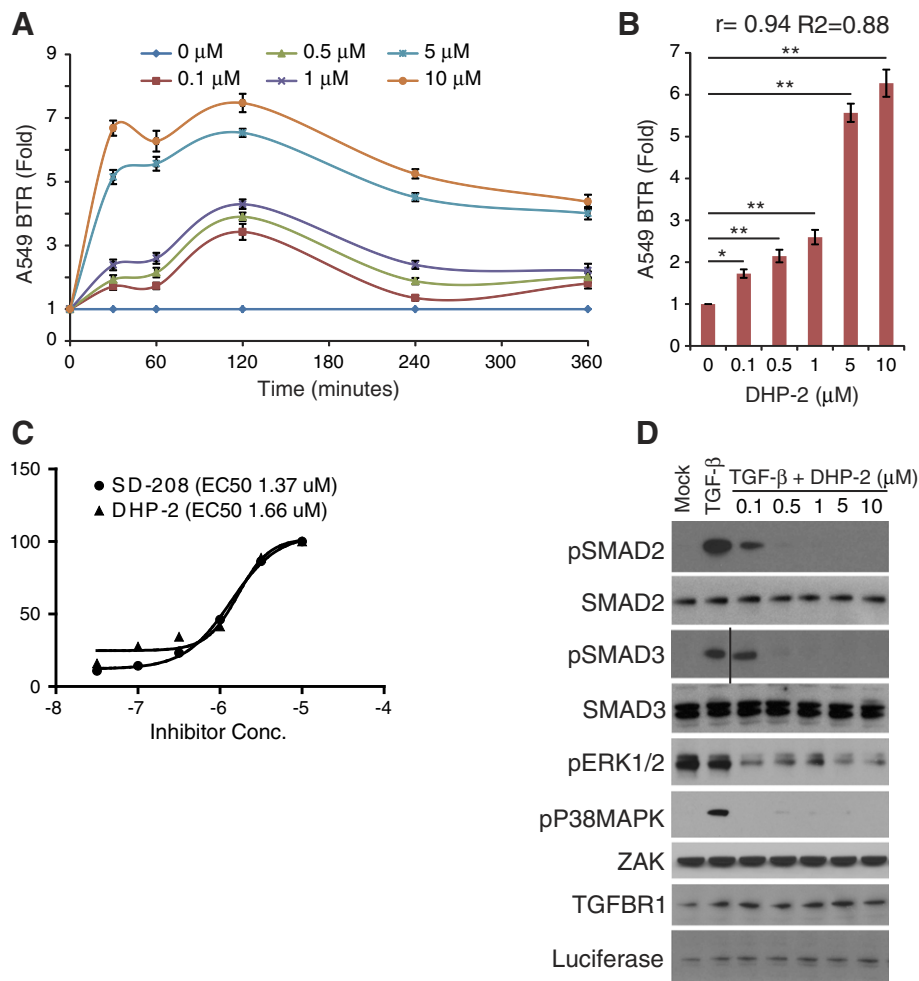 A
9
7
5
3
1
0
A549 BTR (Fold)
0 μM
0.5 μM
5 μM
0.1 μM
1 μM
10 μM
0
60
120
180
240
300
360
Time (minutes)
B
r= 0.94 R2=0.88
7
6
5
4
3
2
1
0
A549 BTR (Fold)
**
**
**
**
*
0
0.1
0.5
1
5
10
DHP-2 (μM)
C
150
100
50
0
SD-208 (EC50 1.37 uM)
DHP-2 (EC50 1.66 uM)
-8
-7
-6
-5
-4
Inhibitor Conc.
D
Mock
TGF-β
TGF-β + DHP-2 (μM)
0.1 0.5 1 5 10
pSMAD2
SMAD2
pSMAD3
SMAD3
pERK1/2
pP38MAPK
ZAK
TGFBR1
Luciferase